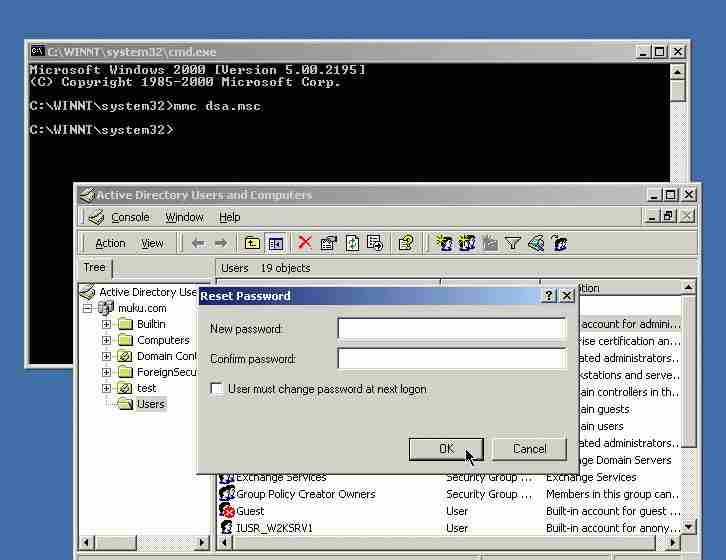 C:\WINNT\system32\cmd.exe
Microsoft Windows 2000 [Version 5.00.2195]
(C) Copyright 1985-2000 Microsoft Corp.
C:\WINNT\system32>mmc dsa.msc
C:\WINNT\system32>
Active Directory Users and Computers
Console Window Help
Action View
Tree
Users 19 objects
Active Directory Use
muku.com
Builtin
Computers
Domain Cont
ForeignSecu
test
Users
Reset Password
New password:
Confirm password:
User must change password at next logon
OK Cancel
ition
account for admini...
rise certification an...
ated administrators...
kstations and serve...
ain controllers in th...
ain guests
ain users
ated administrators...
ange Domain Servers
Exchange Services Security Group ... Exchange Services
Group Policy Creator Owners Security Group ... Members in this group can...
Guest User Built-in account for guest ...
IUSR_W2KSRV1 User Built-in account for anony...